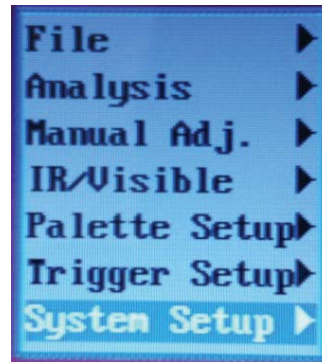 File
Analysis
Manual Adj.
IR/Visible
Palette Setup
Trigger Setup
System Setup